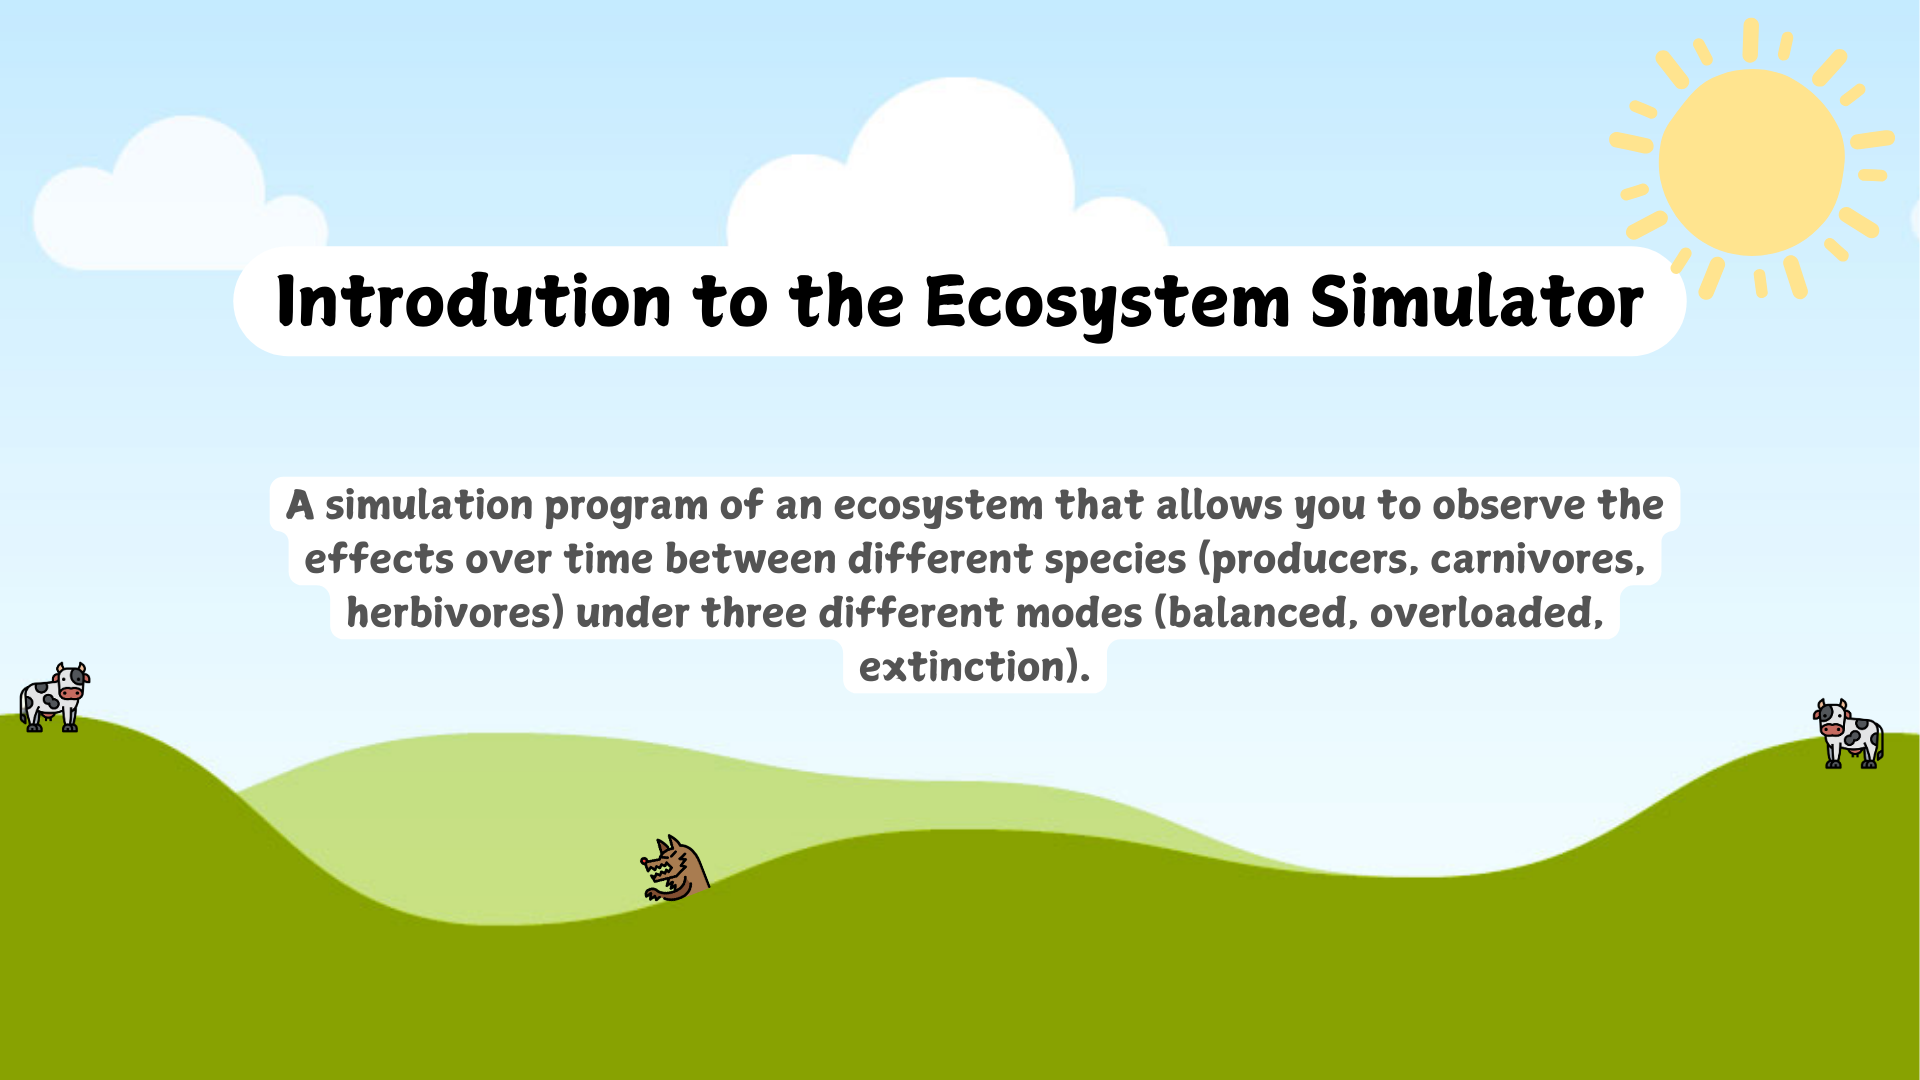 Introdution to the Ecosystem Simulator
A simulation program of an ecosystem that allows you to observe the
effects over time between different species (producers, carnivores,
herbivores) under three different modes (balanced, overloaded,
extinction).